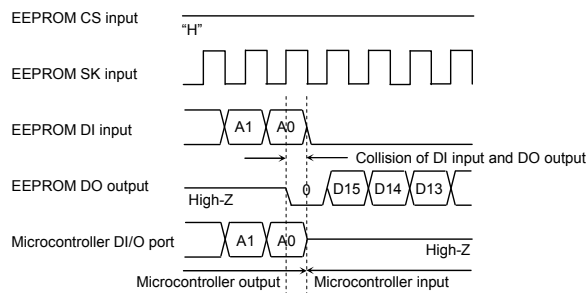 EEPROM CS input
“H”
EEPROM SK input
EEPROM DI input
A1 A0
Collision of DI input and DO output
EEPROM DO output
High-Z
0 D15 D14 D13
Microcontroller DI/O port
A1 A0
High-Z
Microcontroller output Microcontroller input